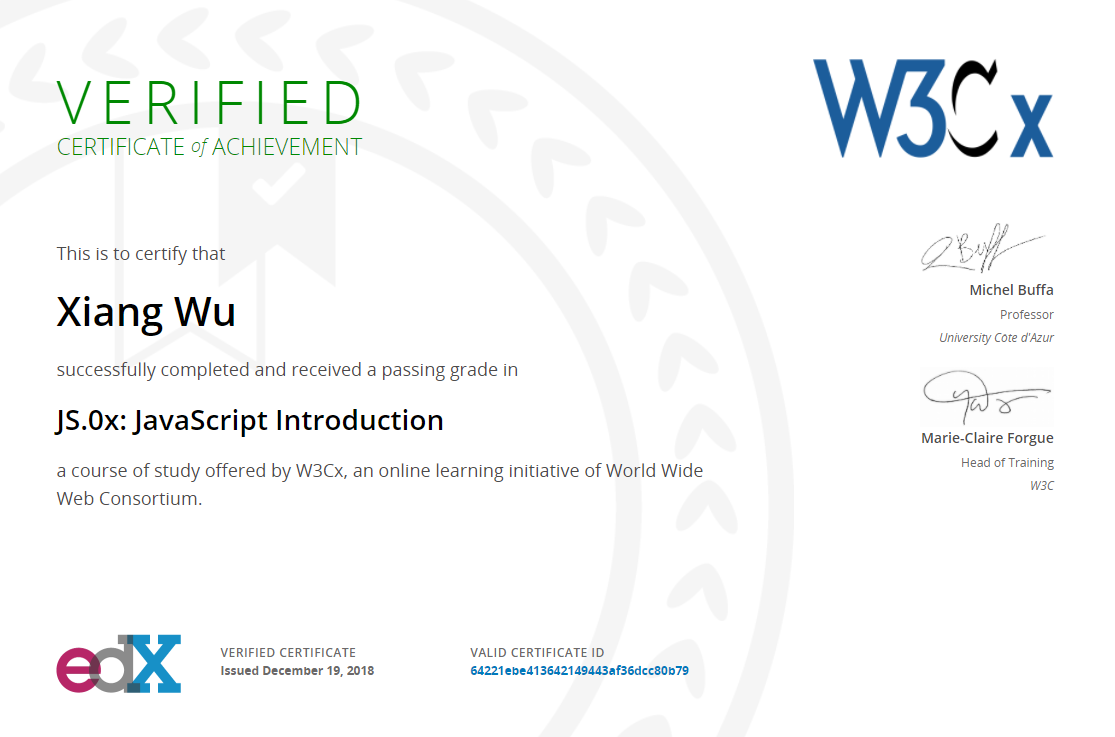 VERIFIED
CERTIFICATE of ACHIEVEMENT
W3Cx
This is to certify that
Xiang Wu
successfully completed and received a passing grade in
JS.0x: JavaScript Introduction
a course of study offered by W3Cx, an online learning initiative of World Wide
Web Consortium.
Michel Buffa
Professor
University Côte d'Azur
Marie-Claire Forgue
Head of Training
W3C
edX
VERIFIED CERTIFICATE
Issued December 19, 2018
VALID CERTIFICATE ID
64221ebe413642149443af36dcc80b79